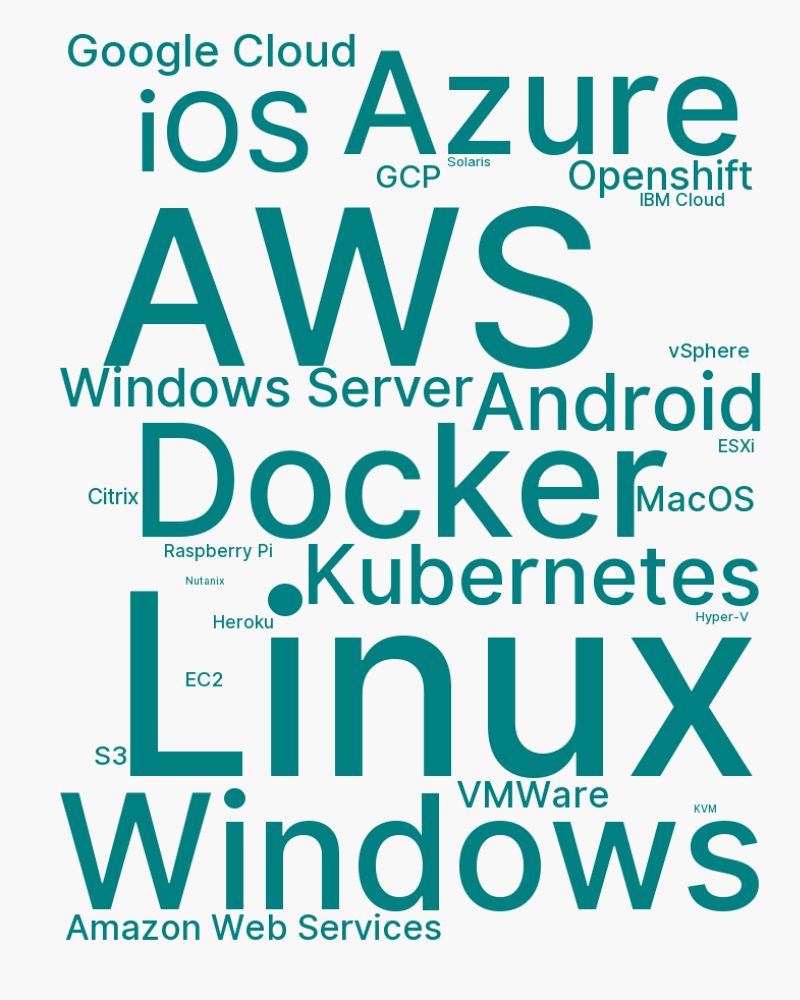 Google Cloud
Azure
iOS
Solaris
GCP
Openshift
IBM Cloud
AWS
vSphere
Windows Server
Android
ESXi
Docker
Citrix
MacOS
Raspberry Pi
Kubernetes
Nutanix
Hyper-V
Heroku
Linux
EC2
S3
VMWare
KVM
Windows
Amazon Web Services